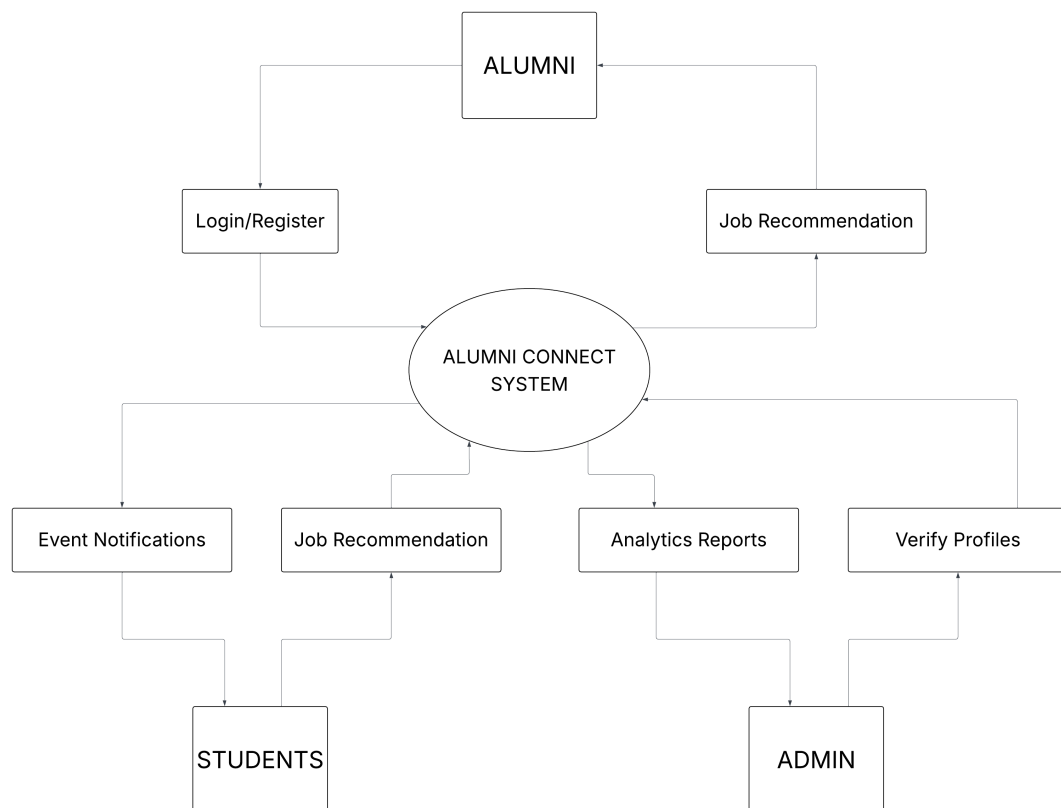 ALUMNI
Login/Register
Job Recommendation
ALUMNI CONNECT
SYSTEM
Event Notifications
Job Recommendation
Analytics Reports
Verify Profiles
STUDENTS
ADMIN